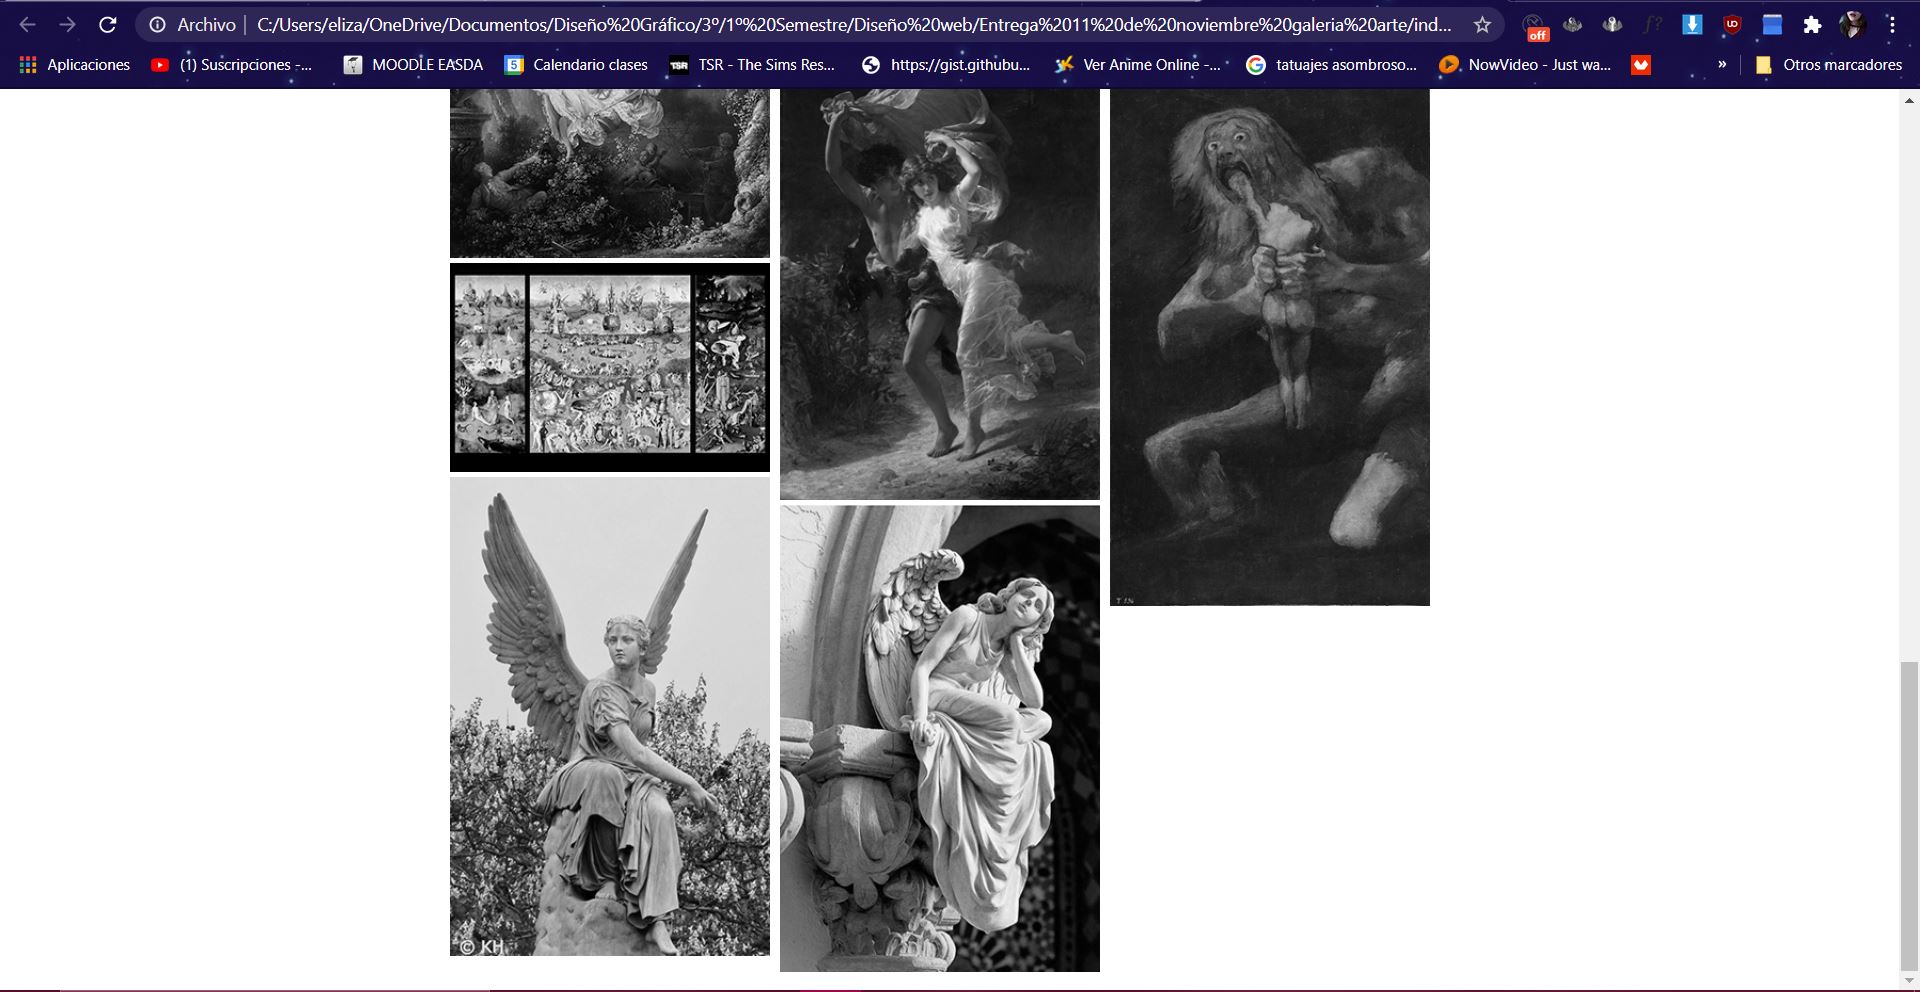 Archivo
C:/Users/eliza/OneDrive/Documentos/Diseño%20Gráfico/3º/1º%20Semestre/Diseño%20web/Entrega%2011%20de%20noviembre%20galeria%20arte/ind...
off
Aplicaciones
(1) Suscripciones -...
MOODLE EASDA
5
Calendario clases
TSR
TSR - The Sims Res...
https://gist.githubu...
Ver Anime Online -...
tatuajes asombroso...
NowVideo - Just wa...
»
Otros marcadores
© KH